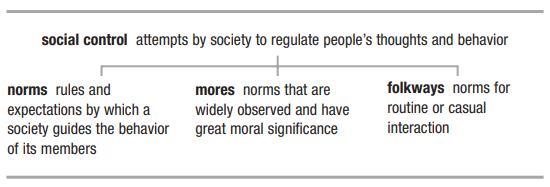 social control attempts by society to regulate people's thoughts and behavior
norms rules and
expectations by which a
society guides the behavior
of its members
mores norms that are
widely observed and have
great moral significance
folkways norms for
routine or casual
interaction